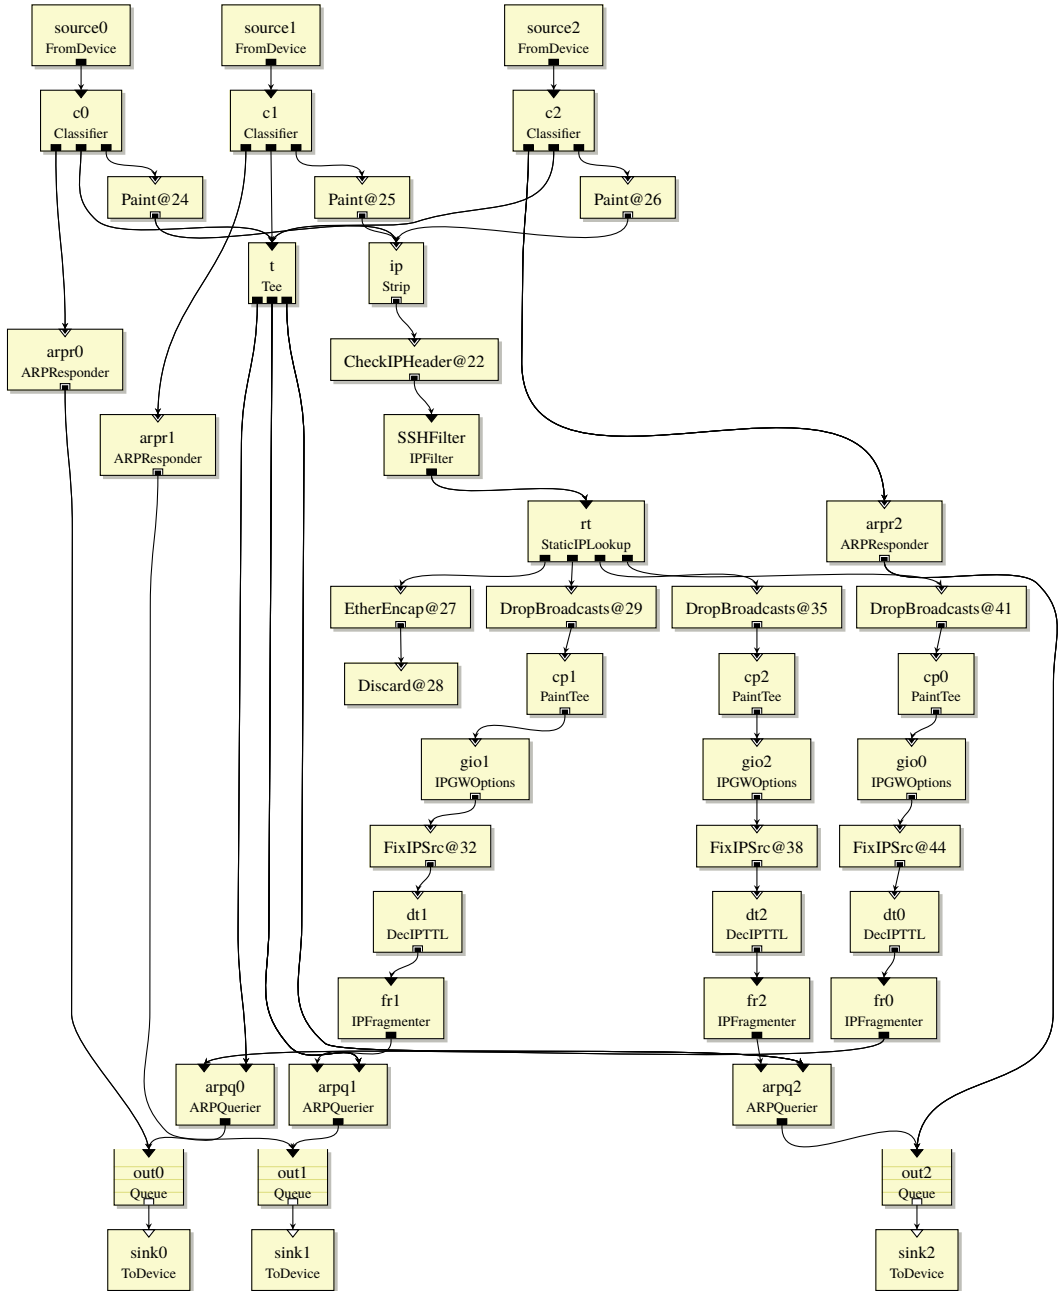 source0
FromDevice
source1
FromDevice
source2
FromDevice
c0
Classifier
c1
Classifier
c2
Classifier
Paint@24
Paint@25
Paint@26
t
Tee
ip
Strip
arpr0
ARPResponder
CheckIPHeader@22
arpr1
ARPResponder
SSHFilter
IPFilter
rt
StaticIPLookup
arpr2
ARPResponder
EtherEncap@27
DropBroadcasts@29
DropBroadcasts@35
DropBroadcasts@41
Discard@28
cp1
PaintTee
cp2
PaintTee
cp0
PaintTee
gio1
IPGWOptions
gio2
IPGWOptions
gio0
IPGWOptions
FixIPSrc@32
FixIPSrc@38
FixIPSrc@44
dt1
DecIPTTL
dt2
DecIPTTL
dt0
DecIPTTL
fr1
IPFragmenter
fr2
IPFragmenter
fr0
IPFragmenter
arpq0
ARPQuerier
arpq1
ARPQuerier
arpq2
ARPQuerier
out0
Queue
out1
Queue
out2
Queue
sink0
ToDevice
sink1
ToDevice
sink2
ToDevice